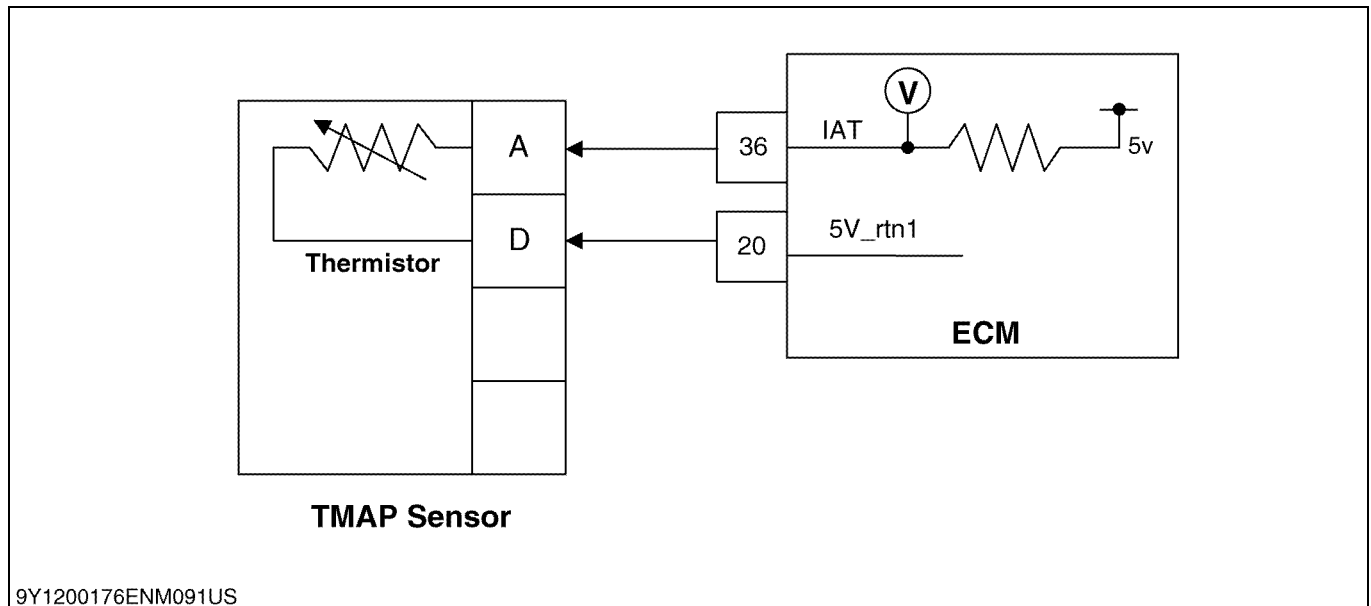 V
A
36
IAT
5v
D
20
5V_rtn1
Thermistor
ECM
TMAP Sensor
9Y1200176ENM091US